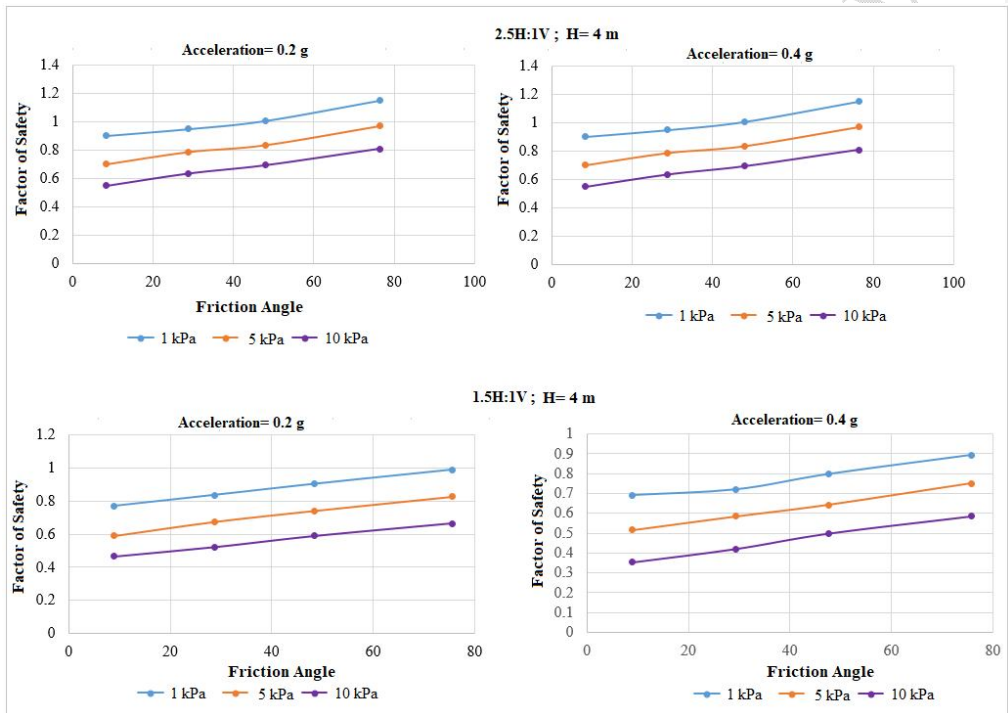 2.5H:1V ; H= 4 m
Acceleration= 0.2 g
Factor of Safety
1.4
1.2
1
0.8
0.6
0.4
0.2
0
0 20 40 60 80 100
Friction Angle
1 kPa 5 kPa 10 kPa
Acceleration= 0.4 g
Factor of Safety
1.4
1.2
1
0.8
0.6
0.4
0.2
0
0 20 40 60 80 100
1 kPa 5 kPa 10 kPa
1.5H:1V ; H= 4 m
Acceleration= 0.2 g
Factor of Safety
1.2
1
0.8
0.6
0.4
0.2
0
0 20 40 60 80
Friction Angle
1 kPa 5 kPa 10 kPa
Acceleration= 0.4 g
Factor of Safety
1
0.9
0.8
0.7
0.6
0.5
0.4
0.3
0.2
0.1
0
0 20 40 60 80
Friction Angle
1 kPa 5 kPa 10 kPa